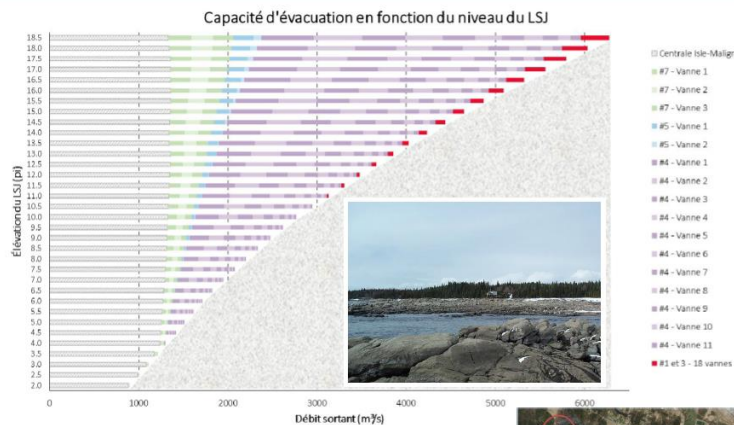 Capacité d'évacuation en fonction du niveau du LSJ
Élévation du LSJ (pi)
18.5
18.0
17.5
17.0
16.5
16.0
15.5
15.0
14.5
14.0
13.5
13.0
12.5
12.0
11.5
11.0
10.5
10.0
9.5
9.0
8.5
8.0
7.5
7.0
6.5
6.0
5.5
5.0
4.5
4.0
3.5
3.0
2.5
2.0
0 1000 2000 3000 4000 5000 6000
Débit sortant (m³/s)
Centrale Isle-Malign
#7 - Vanne 1
#7 - Vanne 2
#7 - Vanne 3
#5 - Vanne 1
#5 - Vanne 2
#4 - Vanne 1
#4 - Vanne 2
#4 - Vanne 3
#4 - Vanne 4
#4 - Vanne 5
#4 - Vanne 6
#4 - Vanne 7
#4 - Vanne 8
#4 - Vanne 9
#4 - Vanne 10
#4 - Vanne 11
#1 et 3 - 18 vannes